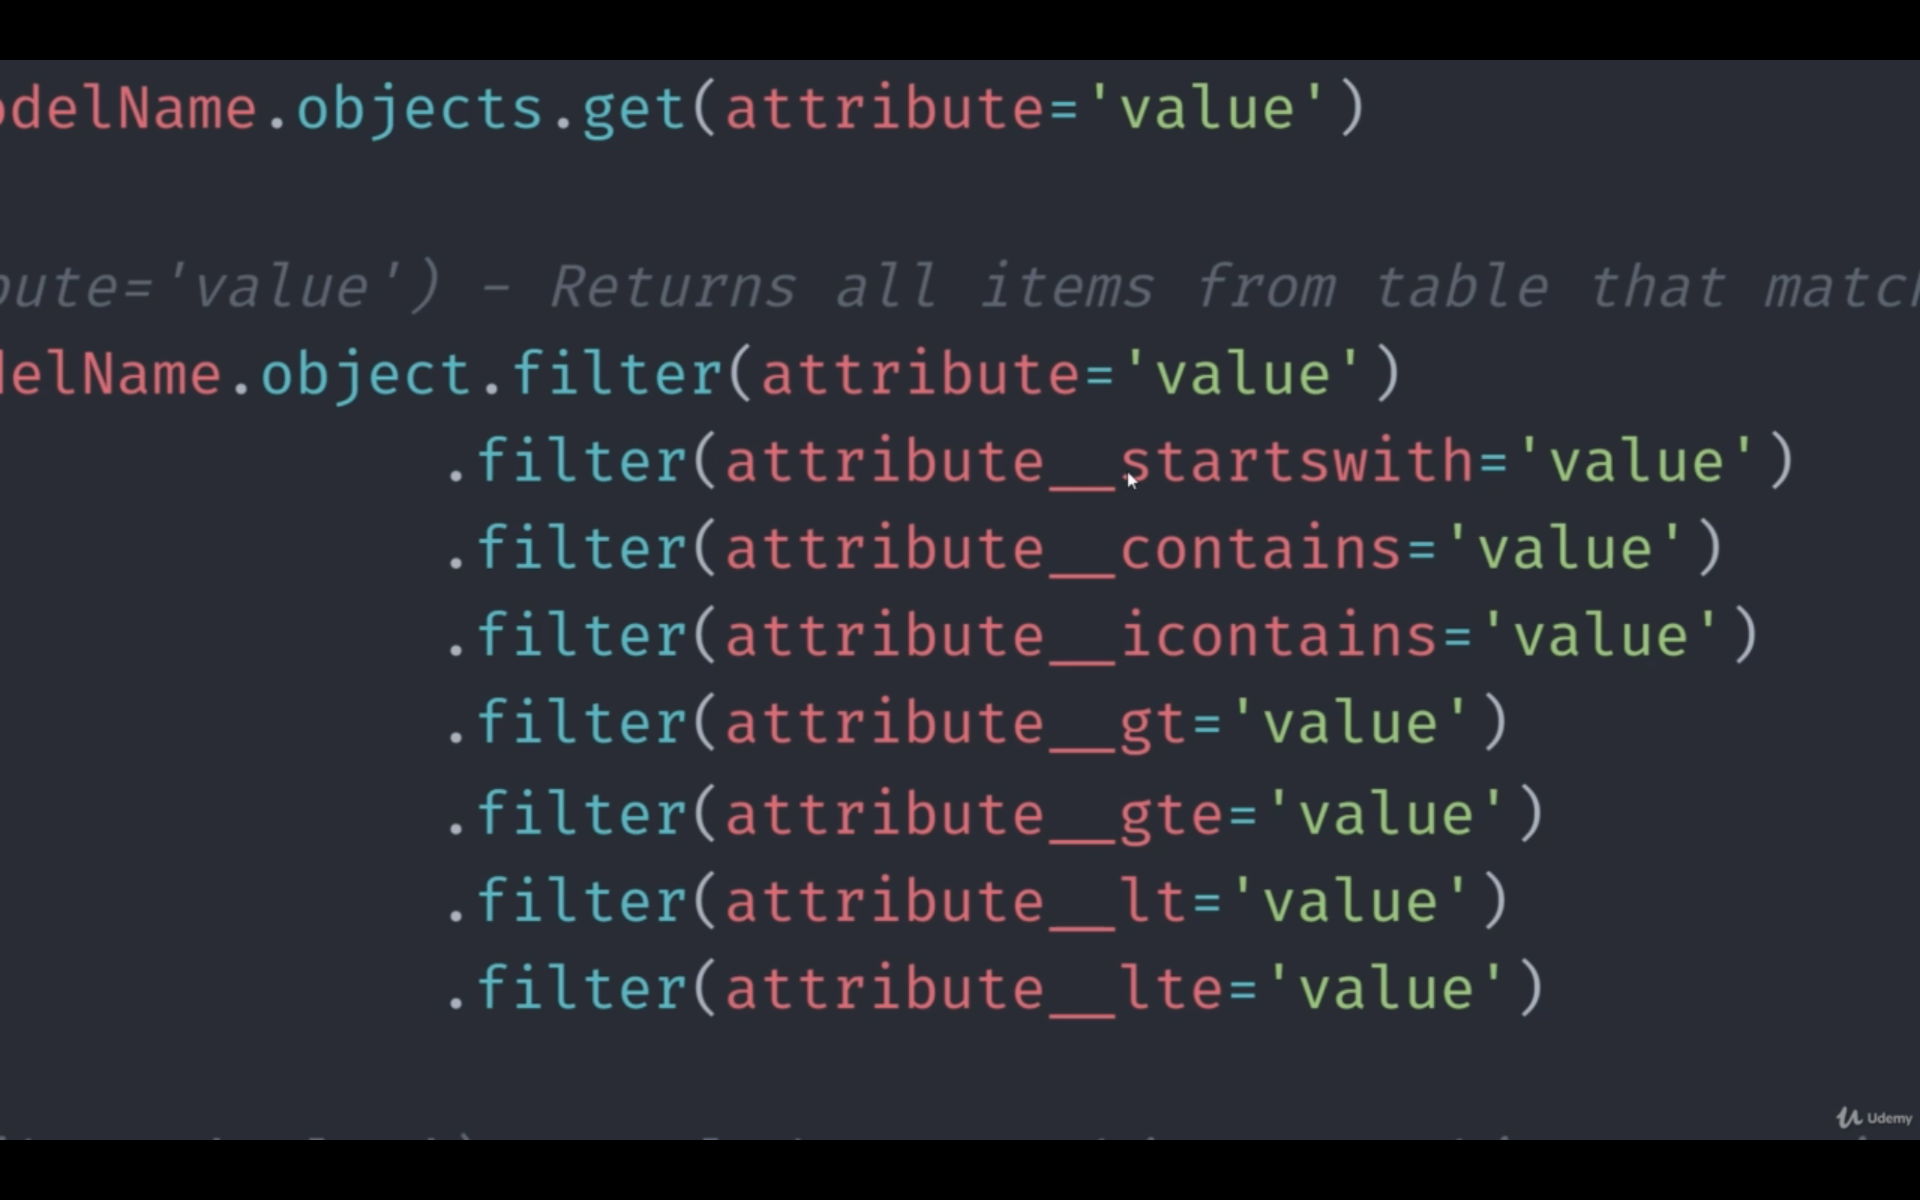 odelName.objects.get(attribute='value')
bute='value') - Returns all items from table that match
delName.object.filter(attribute='value')
.filter(attribute__startswith='value')
.filter(attribute__contains='value')
.filter(attribute__icontains='value')
.filter(attribute__gt='value')
.filter(attribute__gte='value')
.filter(attribute__lt='value')
.filter(attribute__lte='value')
Udemy